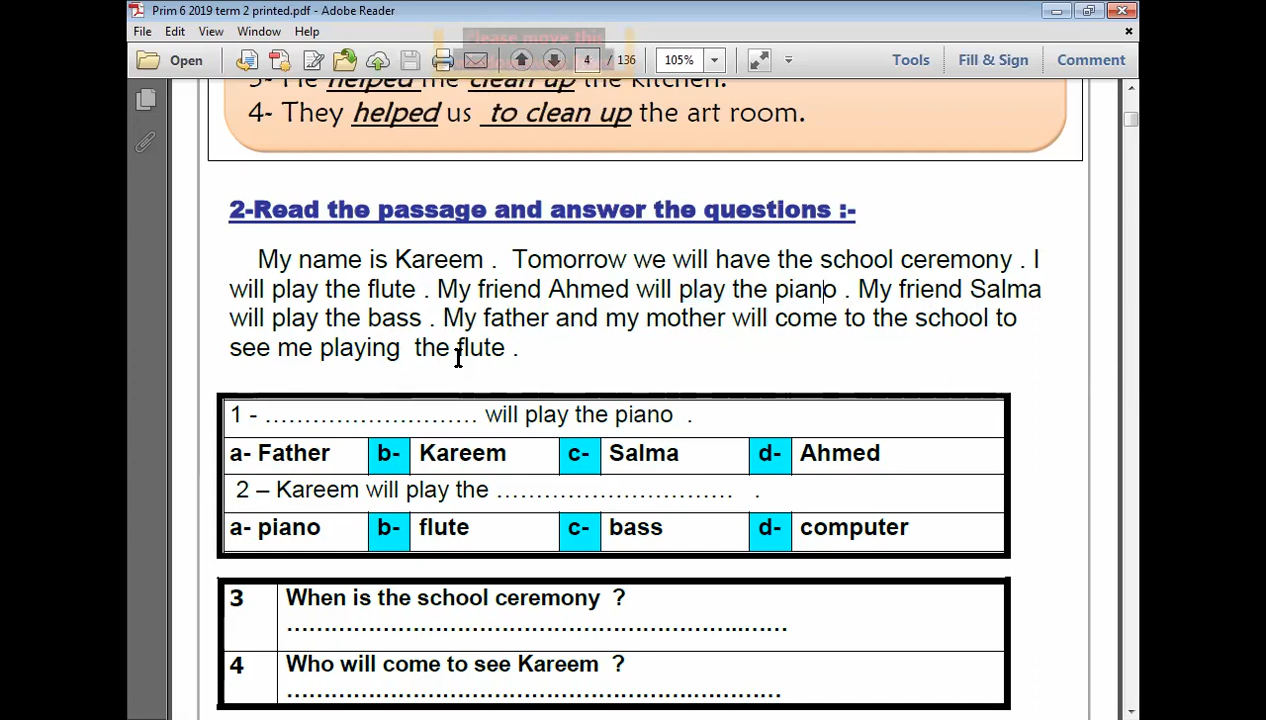 Prim 6 2019 term 2 printed.pdf - Adobe Reader
File Edit View Window Help
Please move this
Open 4 / 136 105% Tools Fill & Sign Comment
3- He helped me clean up the kitchen.
4- They helped us to clean up the art room.
2-Read the passage and answer the questions :-
My name is Kareem . Tomorrow we will have the school ceremony . I
will play the flute . My friend Ahmed will play the piano . My friend Salma
will play the bass . My father and my mother will come to the school to
see me playing the flute .
1 - ……………………… will play the piano .
a- Father b- Kareem c- Salma d- Ahmed
2 – Kareem will play the ………………………… .
a- piano b- flute c- bass d- computer
3 When is the school ceremony ?
…………………………………………………..……
4 Who will come to see Kareem ?
…………………………………………….…………